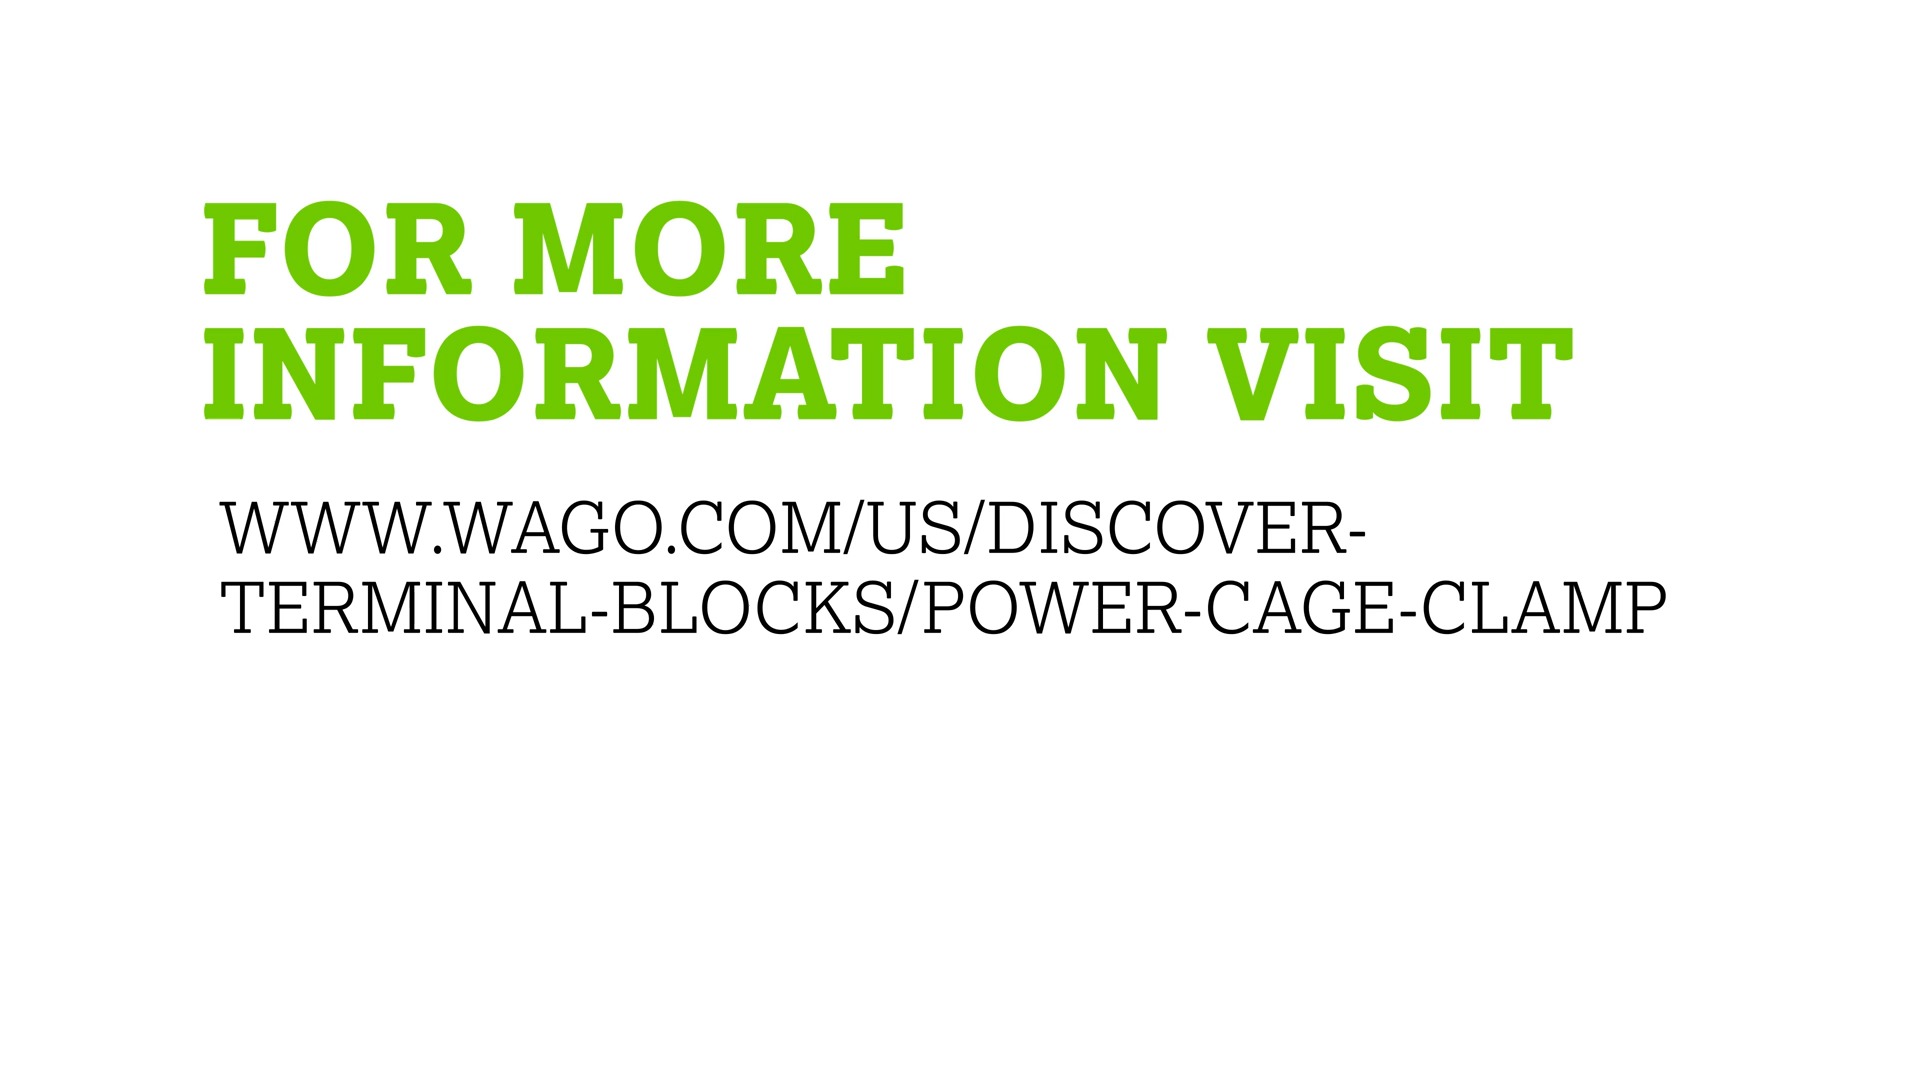 FOR MORE
INFORMATION VISIT
WWW.WAGO.COM/US/DISCOVER-
TERMINAL-BLOCKS/POWER-CAGE-CLAMP